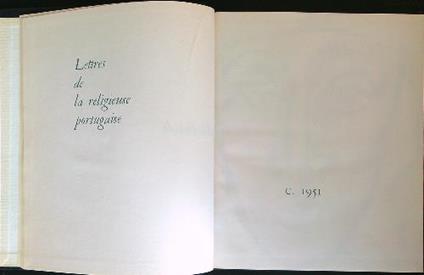 Lettres
de
la religieuse
portugaise
C. 1951